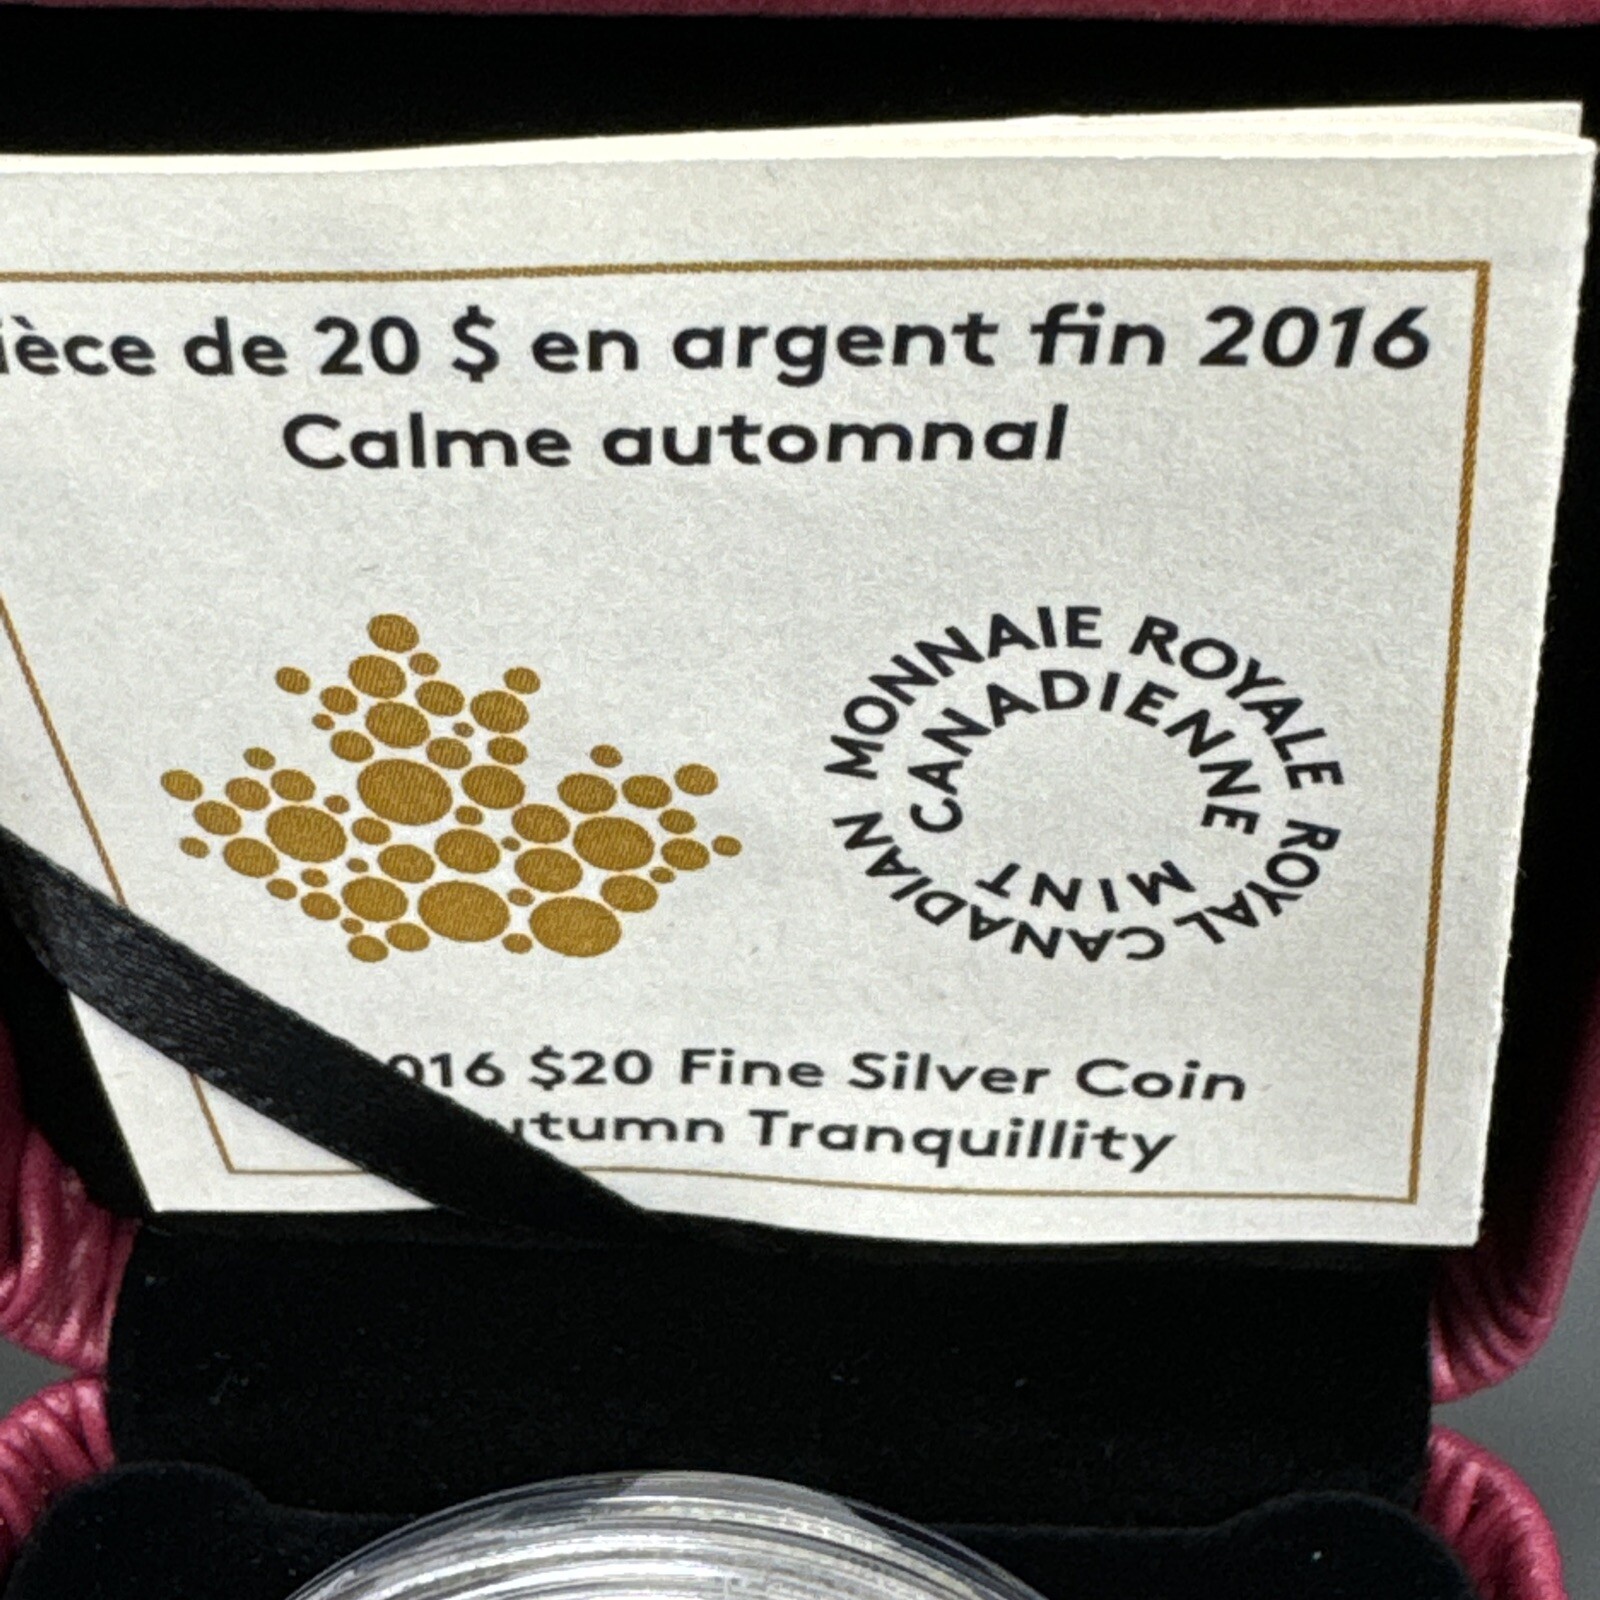 ièce de 20 $ en argent fin 2016
Calme automnal
MONNAIE ROYALE
CANADIENNE
ROYAL CANADIAN
MINT
016 $20 Fine Silver Coin
utumn Tranquillity